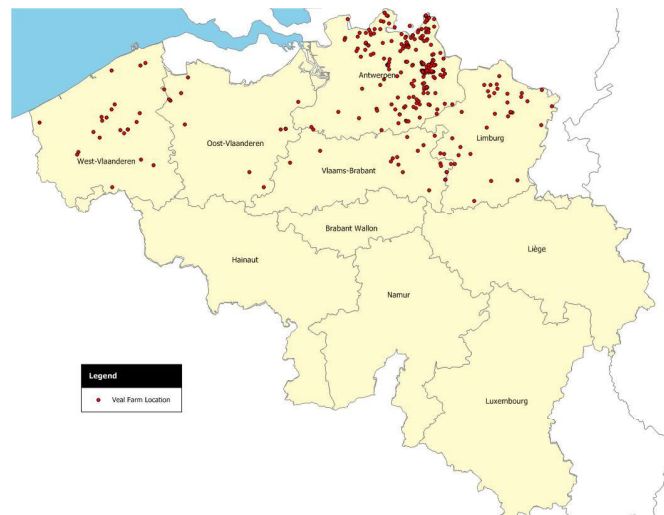 Antwerpen
Limburg
Oost-Vlaanderen
West-Vlaanderen
Vlaams-Brabant
Brabant Wallon
Hainaut
Liège
Namur
Legend
Veal Farm Location
Luxembourg